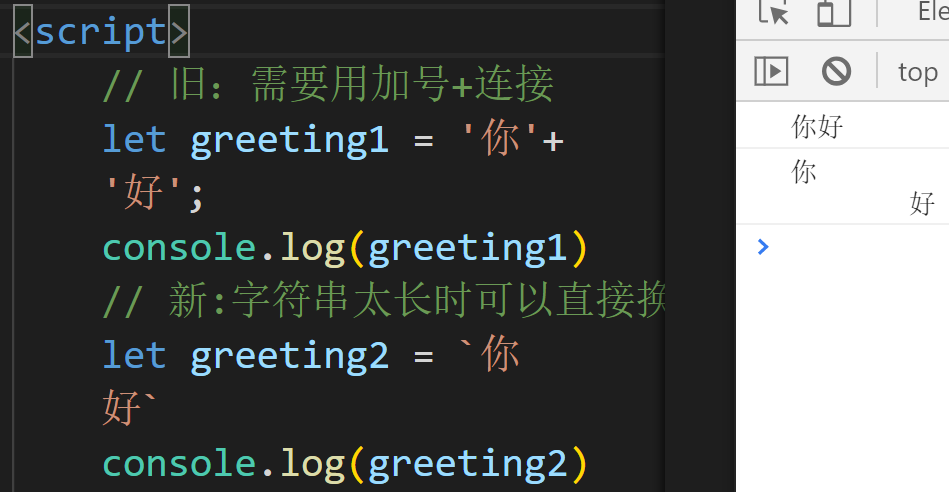 <script>
// 旧：需要用加号+连接
let greeting1 = '你'+
'好';
console.log(greeting1)
// 新:字符串太长时可以直接换
let greeting2 = `你
好`
console.log(greeting2)
Ele
top
你好
你
好